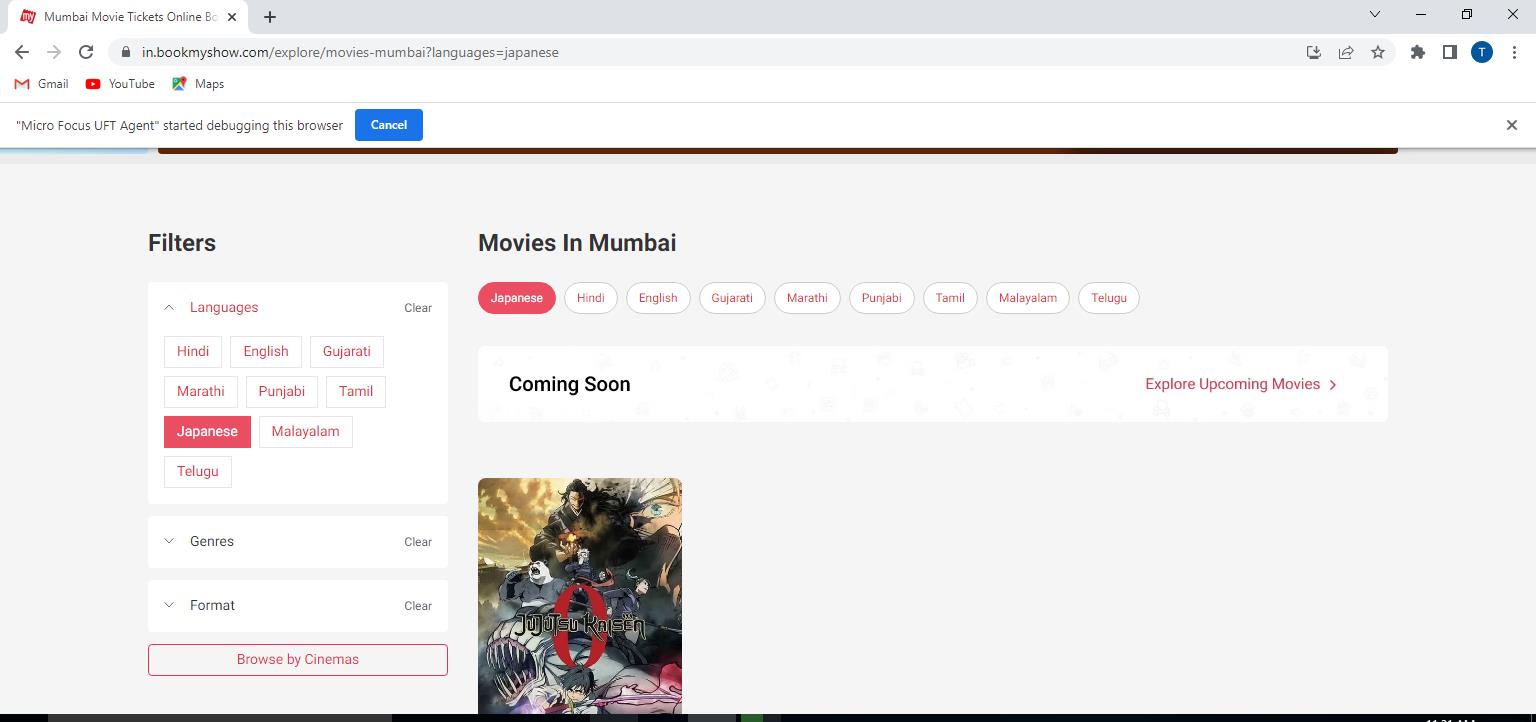 Mumbai Movie Tickets Online Bo
in.bookmyshow.com/explore/movies-mumbai?languages=japanese
T
Gmail YouTube Maps
"Micro Focus UFT Agent" started debugging this browser Cancel
Filters
Languages Clear
Hindi English Gujarati
Marathi Punjabi Tamil
Japanese Malayalam
Telugu
Genres Clear
Format Clear
Browse by Cinemas
Movies In Mumbai
Japanese Hindi English Gujarati Marathi Punjabi Tamil Malayalam Telugu
Coming Soon Explore Upcoming Movies
0
JUJUTSU KAISEN